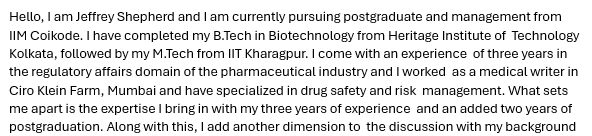 Hello, I am Jeffrey Shepherd and I am currently pursuing postgraduate and management from
IIM Coikode. I have completed my B.Tech in Biotechnology from Heritage Institute of Technology
Kolkata, followed by my M.Tech from IIT Kharagpur. I come with an experience of three years in
the regulatory affairs domain of the pharmaceutical industry and I worked as a medical writer in
Ciro Klein Farm, Mumbai and have specialized in drug safety and risk management. What sets
me apart is the expertise I bring in with my three years of experience and an added two years of
postgraduation. Along with this, I add another dimension to the discussion with my background